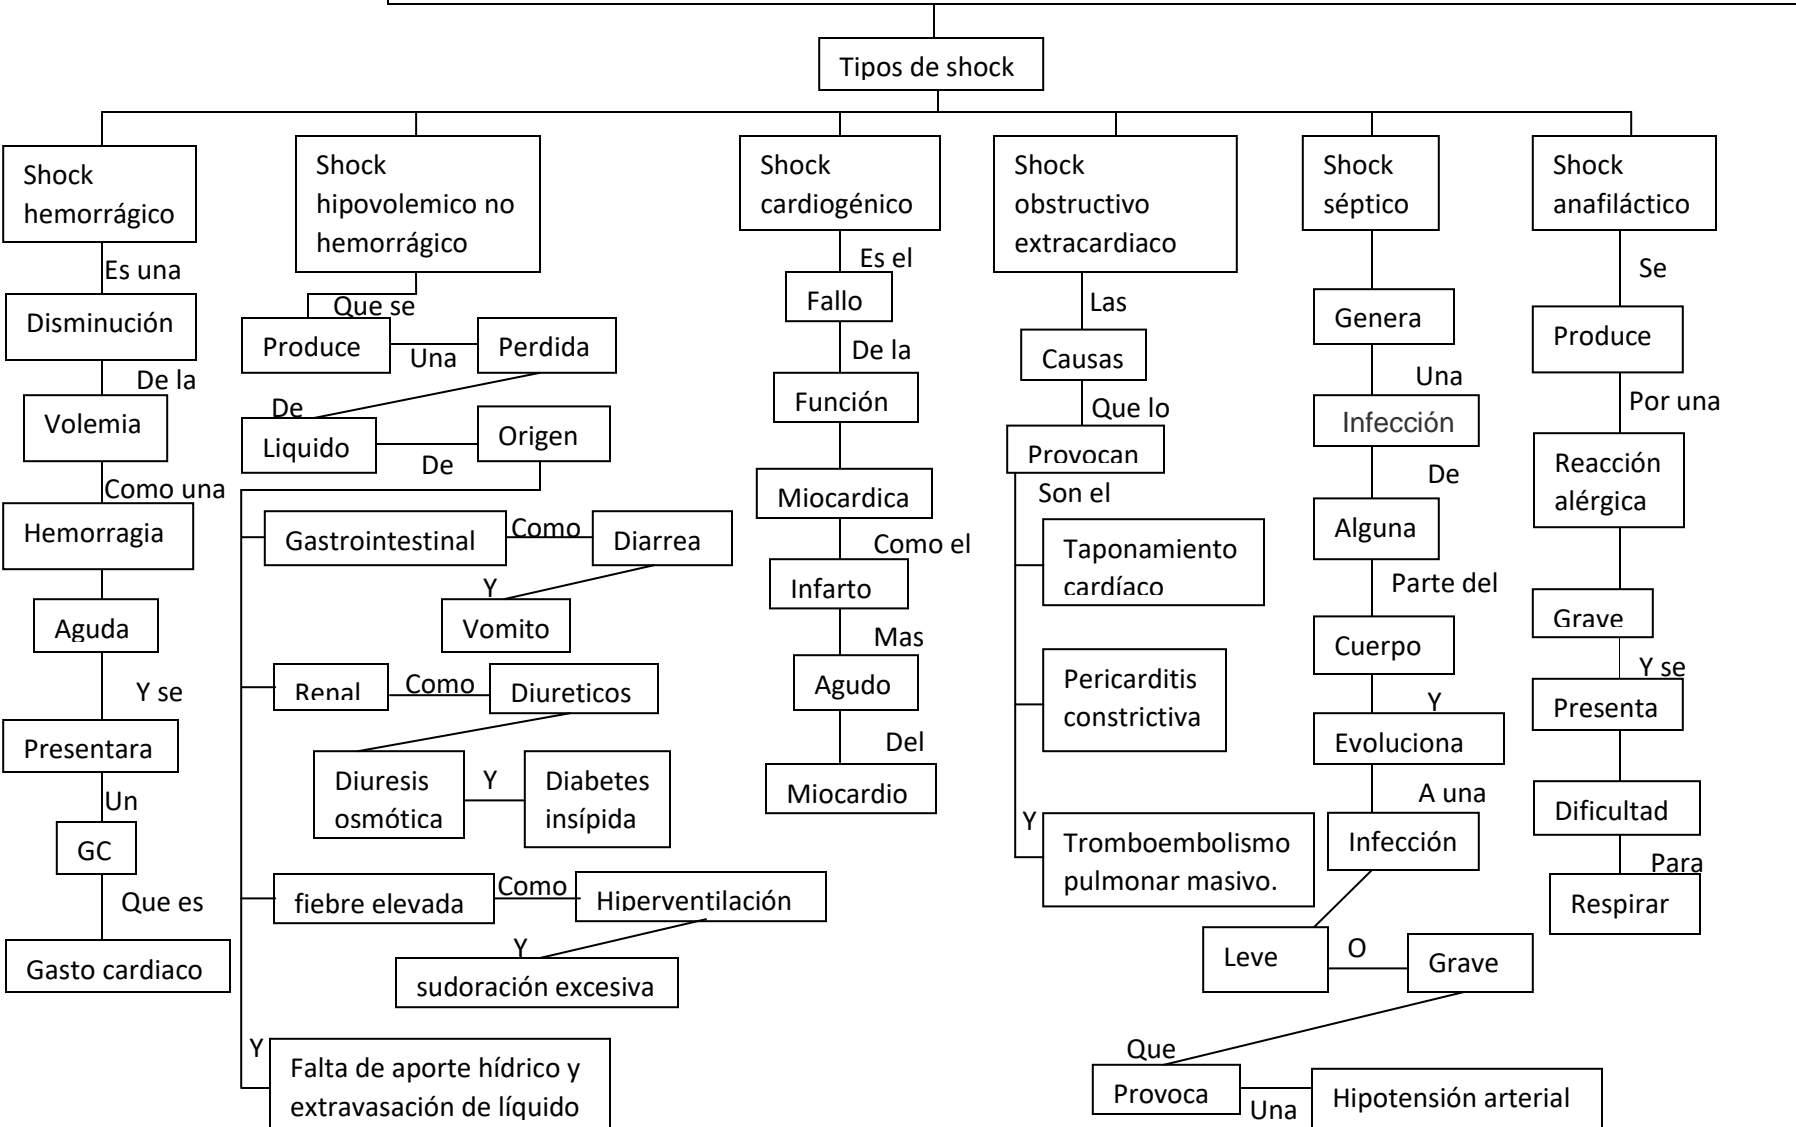 Tipos de shock
Shock
hemorrágico
Es una
Disminución
De la
Volemia
Como una
Hemorragia
Aguda
Y se
Presentara
Un
GC
Que es
Gasto cardiaco
Shock
hipovolemico no
hemorrágico
Que se
Produce
Una
Perdida
De
Liquido
De
Origen
Gastrointestinal
Como
Diarrea
Y
Vomito
Renal
Como
Diureticos
Diuresis
osmótica
Y
Diabetes
insípida
fiebre elevada
Como
Hiperventilación
Y
sudoración excesiva
Y
Falta de aporte hídrico y
extravasación de líquido
Shock
cardiogénico
Es el
Fallo
De la
Función
Miocardica
Como el
Infarto
Mas
Agudo
Del
Miocardio
Shock
obstructivo
extracardiaco
Las
Causas
Que lo
Provocan
Son el
Taponamiento
cardíaco
Pericarditis
constrictiva
Y
Tromboembolismo
pulmonar masivo.
Shock
séptico
Genera
Una
Infección
De
Alguna
Parte del
Cuerpo
Y
Evoluciona
A una
Infección
Leve
O
Grave
Que
Provoca
Una
Hipotensión arterial
Shock
anafiláctico
Se
Produce
Por una
Reacción
alérgica
Grave
Y se
Presenta
Dificultad
Para
Respirar